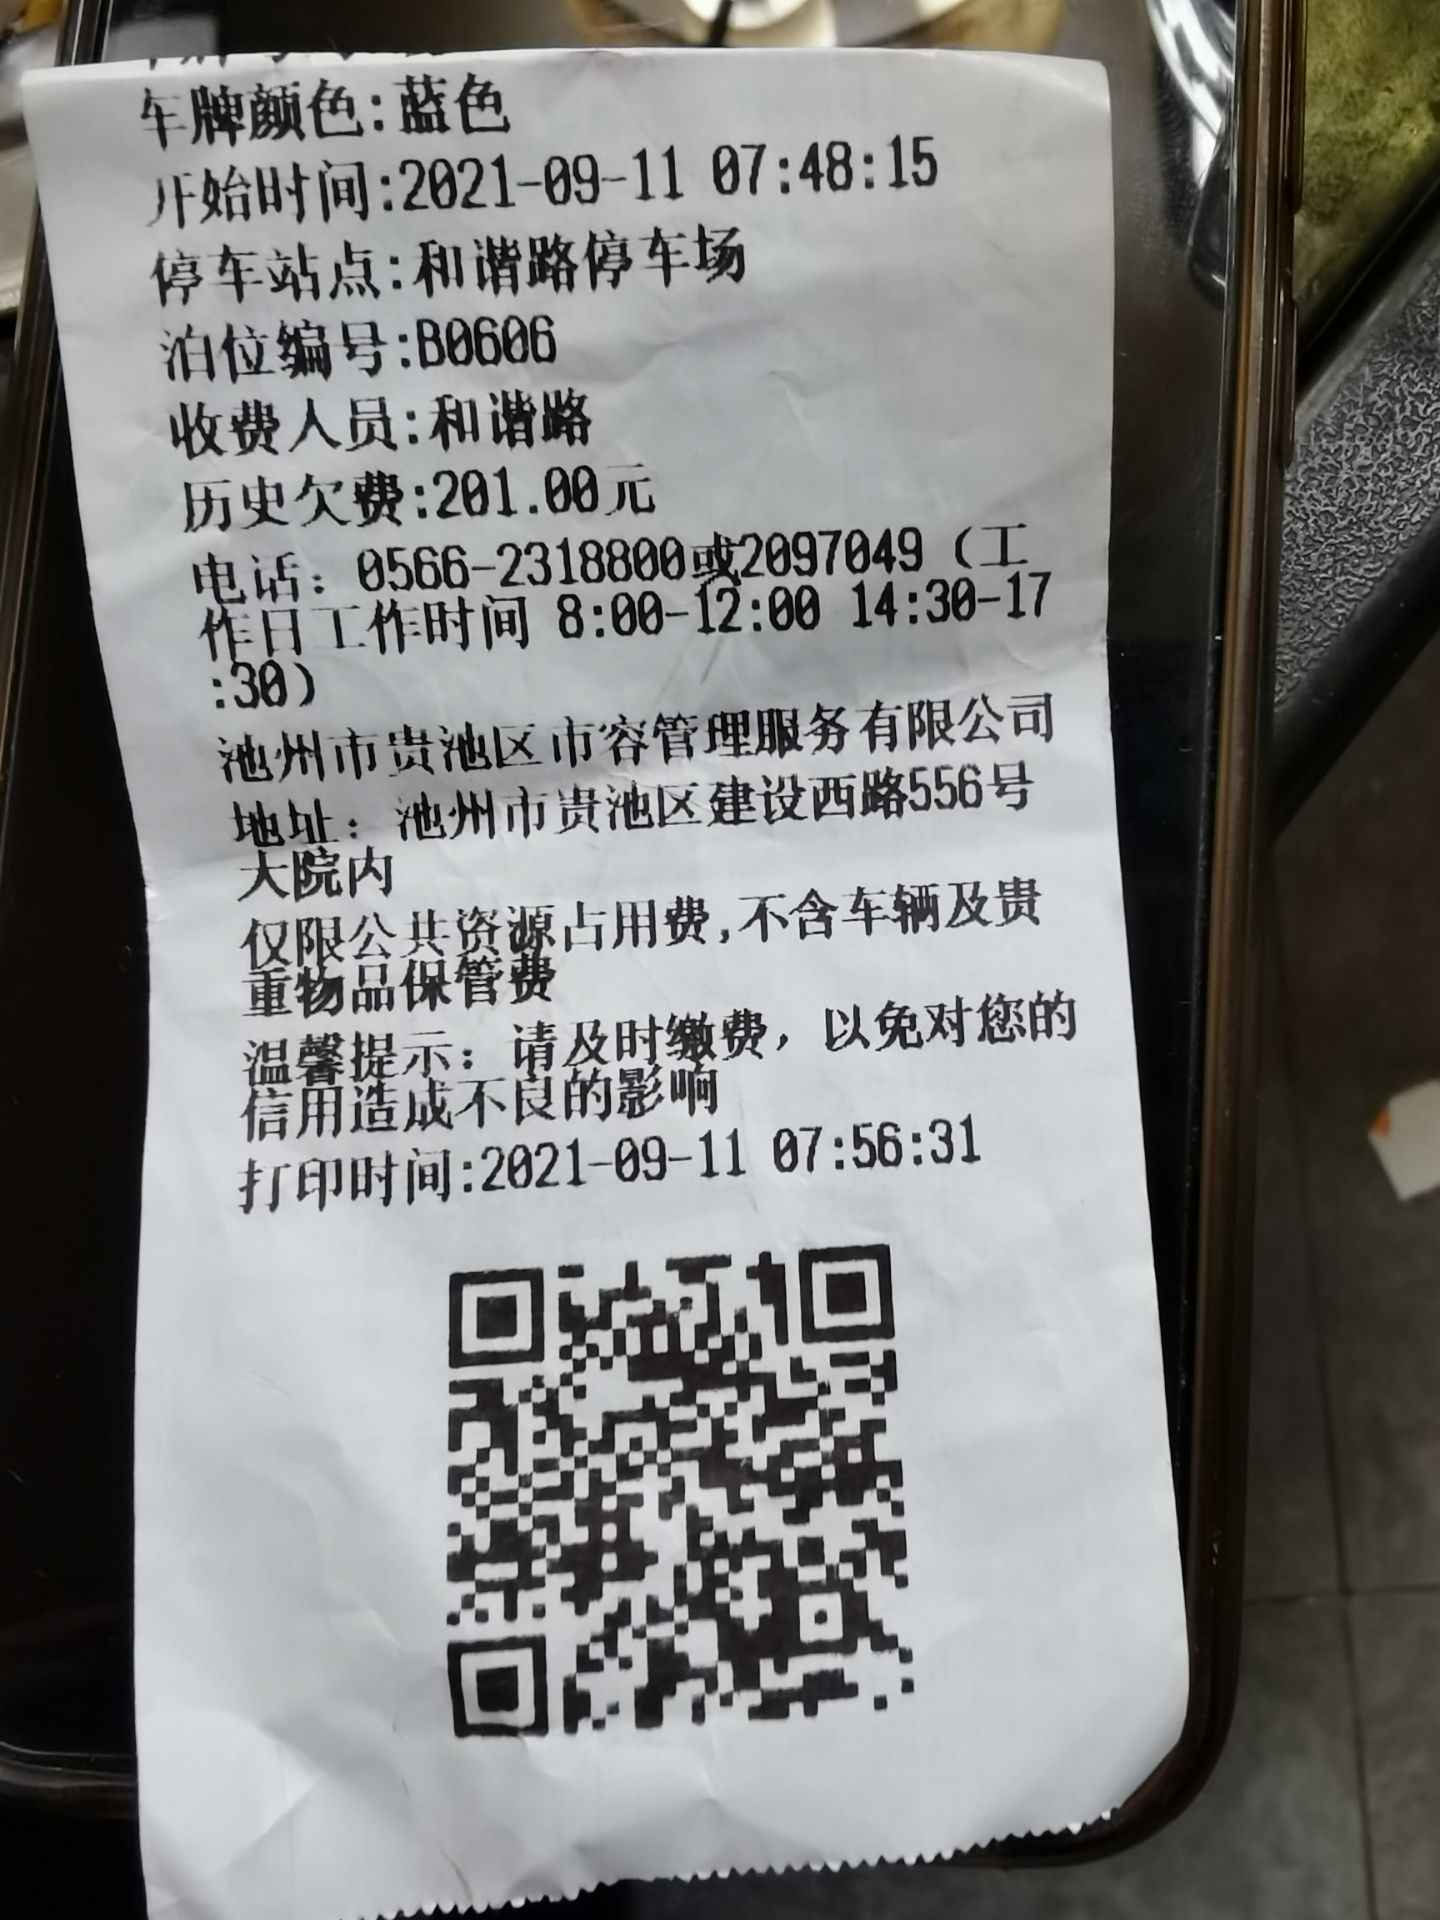 车牌颜色:蓝色
开始时间:2021-09-11 07:48:15
停车站点:和谐路停车场
泊位编号:B0606
收费人员:和谐路
历史欠费:201.00元
电话：0566-2318800或2097049（工
作日工作时间 8:00-12:00 14:30-17
:30）
池州市贵池区市容管理服务有限公司
地址：池州市贵池区建设西路556号
大院内
仅限公共资源占用费,不含车辆及贵
重物品保管费
温馨提示：请及时缴费，以免对您的
信用造成不良的影响
打印时间:2021-09-11 07:56:31